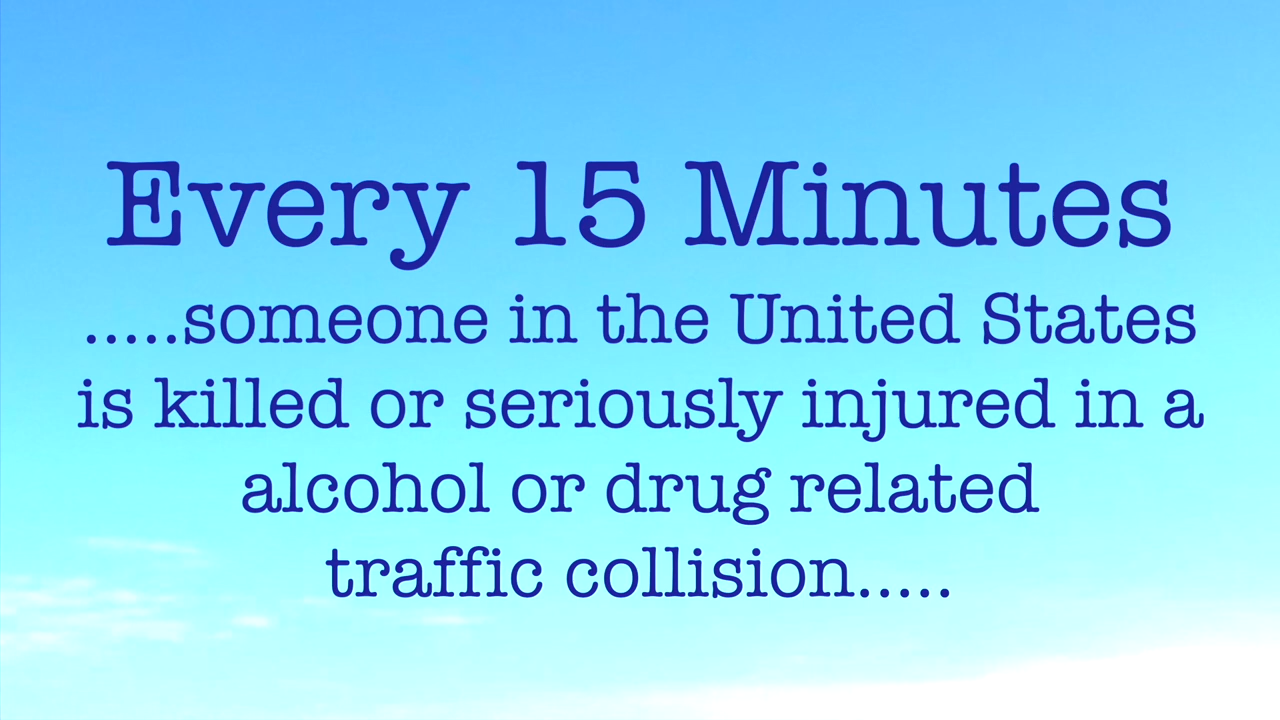 Every 15 Minutes
.....someone in the United States
is killed or seriously injured in a
alcohol or drug related
traffic collision.....